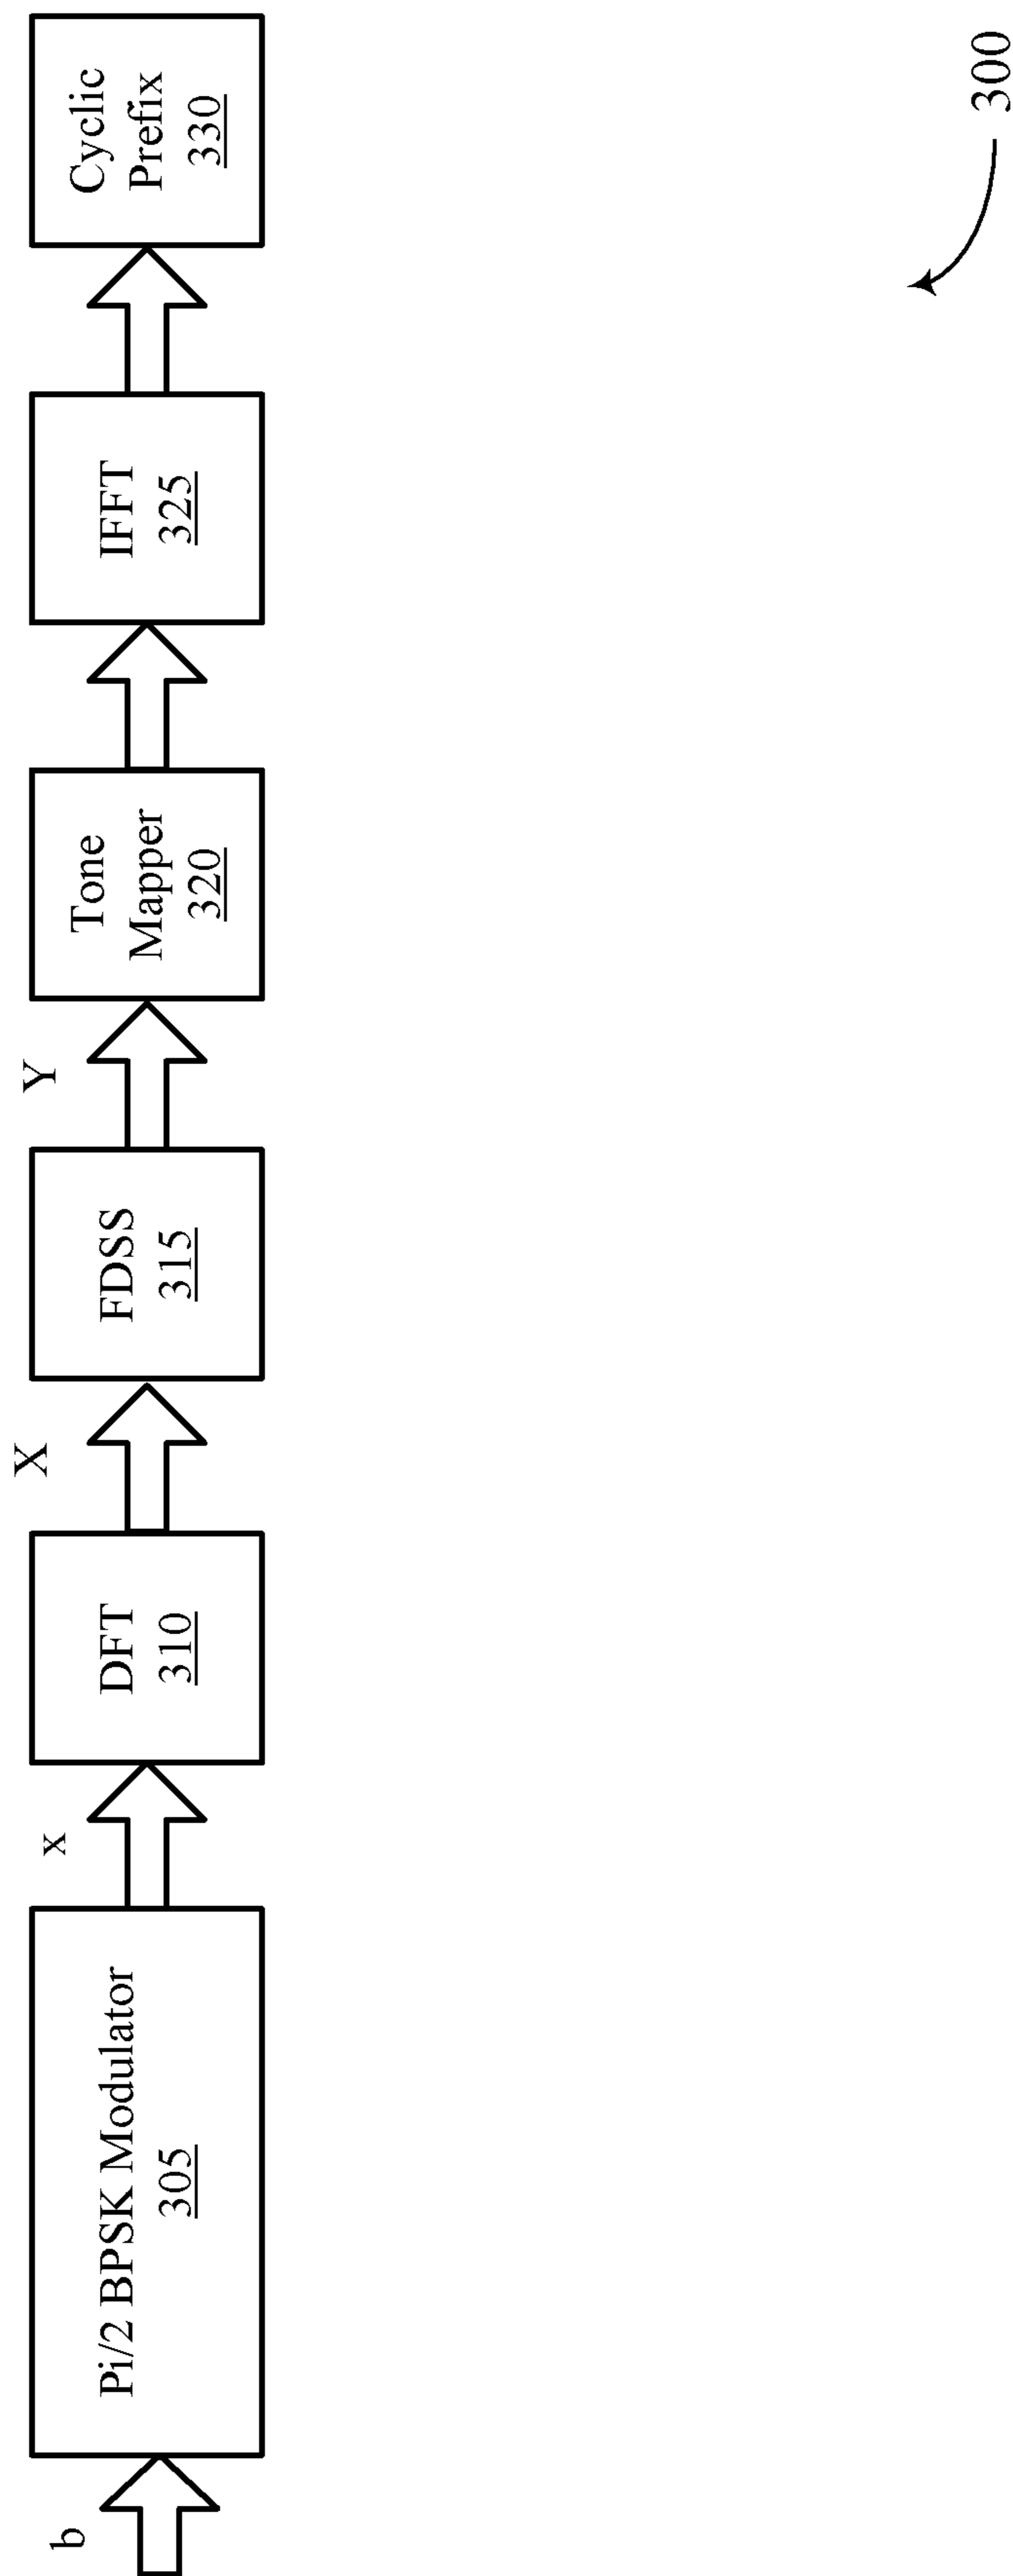 b
Pi/2 BPSK Modulator
305
x
DFT
310
X
FDSS
315
Y
Tone
Mapper
320
IFFT
325
Cyclic
Prefix
330
300